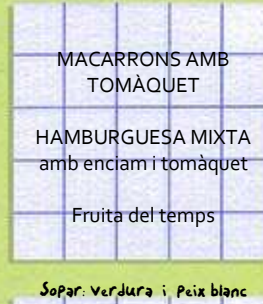 MACARRONS AMB
TOMÀQUET
HAMBURGUESA MIXTA
amb enciam i tomàquet
Fruita del temps
Sopar: verdura i Peix blanc